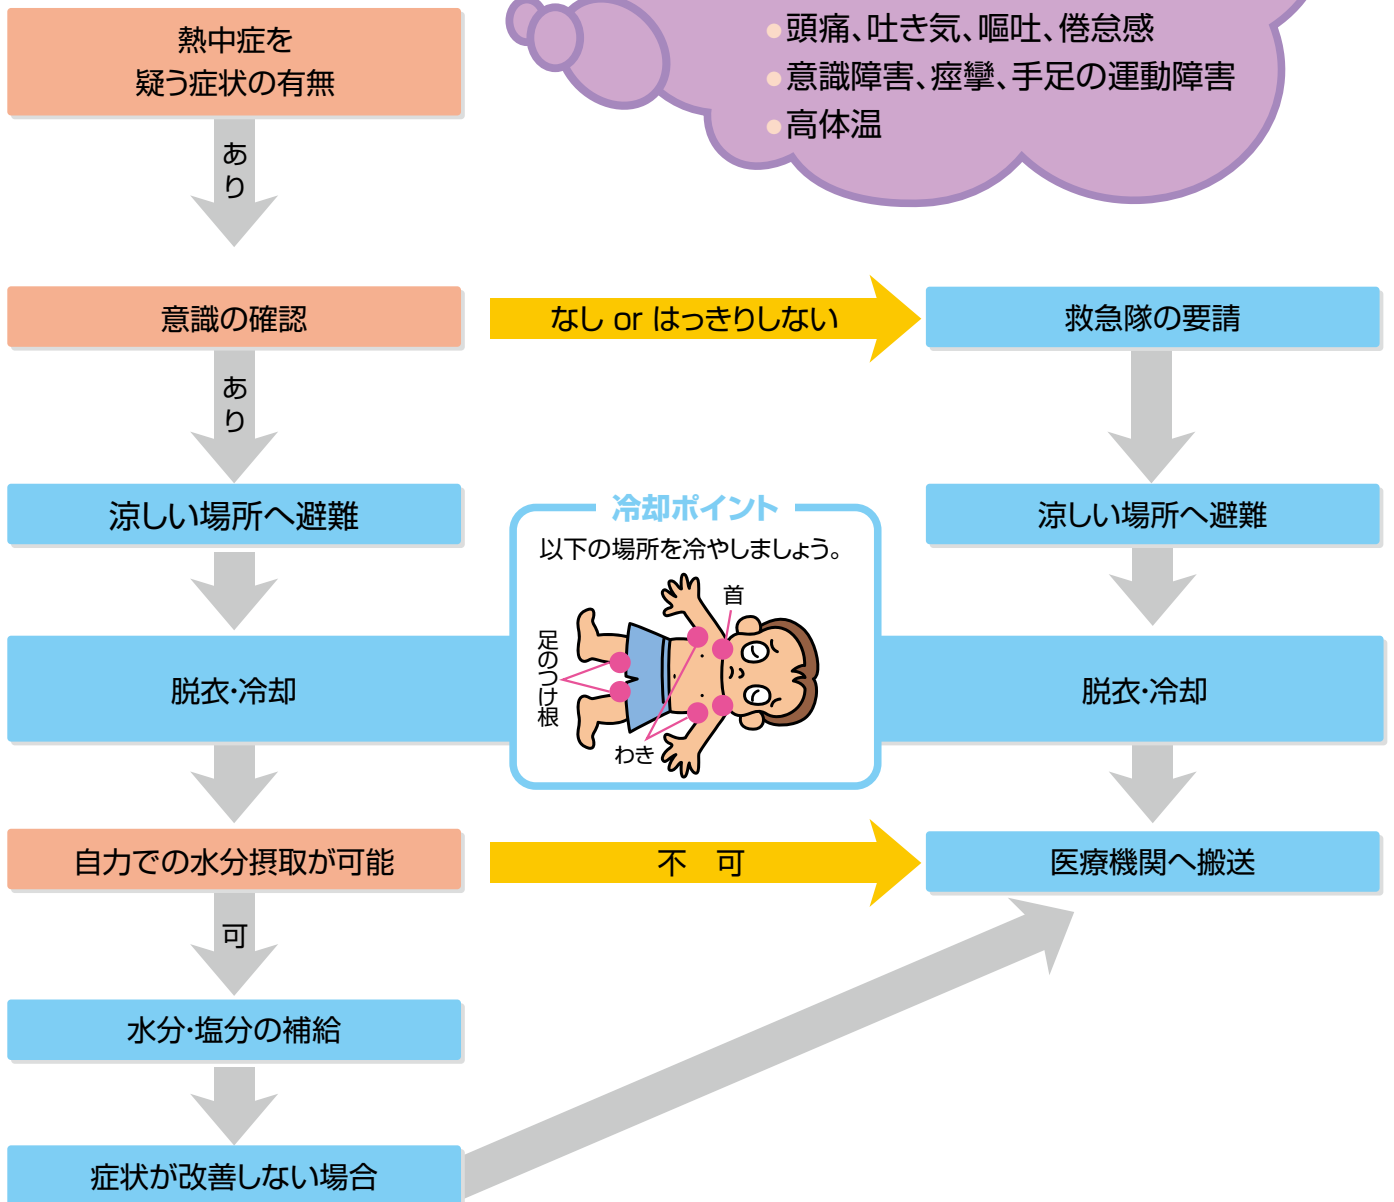 熱中症を
疑う症状の有無
●頭痛、吐き気、嘔吐、倦怠感
●意識障害、痙攣、手足の運動障害
●高体温
あり
意識の確認
なし or はっきりしない
救急隊の要請
あり
涼しい場所へ避難
涼しい場所へ避難
冷却ポイント
以下の場所を冷やしましょう。
首
足のつけ根
わき
脱衣・冷却
脱衣・冷却
自力での水分摂取が可能
不 可
医療機関へ搬送
可
水分・塩分の補給
症状が改善しない場合